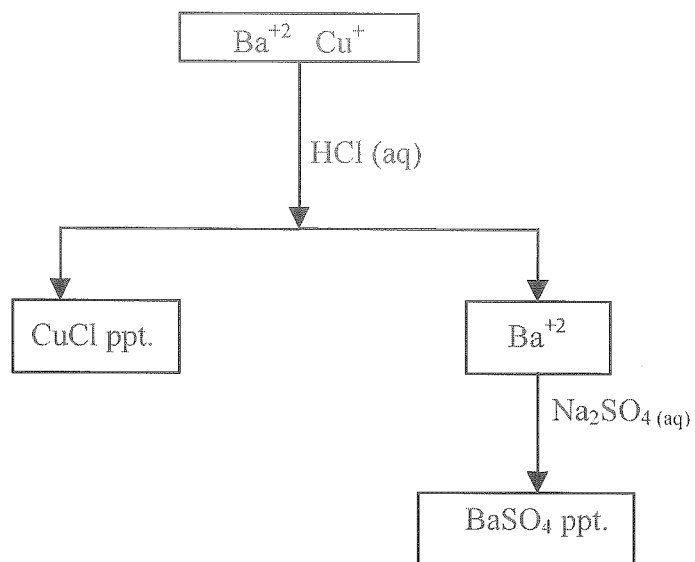 Ba⁺² Cu⁺
HCl (aq)
CuCl ppt.
Ba⁺²
Na₂SO₄ (aq)
BaSO₄ ppt.